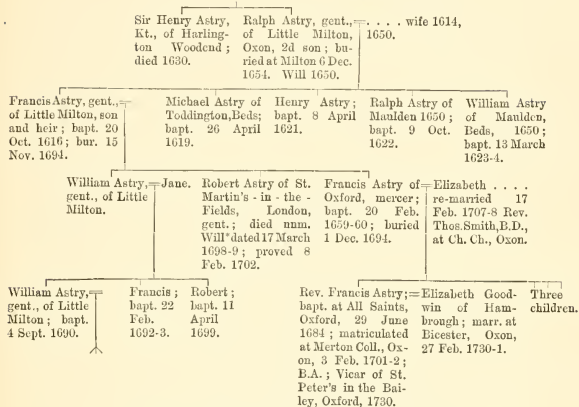 Sir Henry Astry,
Kt., of Harling-
ton Woodend;
died 1630.
Ralph Astry, gent.,
of Little Milton,
Oxon, 2d son; bu-
ried at Milton 6 Dec.
1654. Will 1650.
. . . . wife 1614,
1650.
Francis Astry, gent.,
of Little Milton, son
and heir; bapt. 20
Oct. 1616; bur. 15
Nov. 1694.
Michael Astry of
Toddington, Beds;
bapt. 26 April
1619.
Henry Astry;
bapt. 8 April
1621.
Ralph Astry of
Maulden 1650;
bapt. 9 Oct.
1622.
William Astry
of Maulden,
Beds, 1650;
bapt. 13 March
1623-4.
William Astry,
gent., of Little
Milton.
Jane.
Robert Astry of St.
Martin's - in - the -
Fields, London,
gent.; died unm.
Will* dated 17 March
1698-9; proved 8
Feb. 1702.
Francis Astry of
Oxford, mercer;
bapt. 20 Feb.
1659-60; buried
1 Dec. 1694.
Elizabeth . . . .
re-married 17
Feb. 1707-8 Rev.
Thos. Smith, B.D.,
at Ch. Ch., Oxon.
William Astry,
gent., of Little
Milton; bapt.
4 Sept. 1690.
Francis;
bapt. 22
Feb.
1692-3.
Robert;
bapt. 11
April
1699.
Rev. Francis Astry;
bapt. at All Saints,
Oxford, 29 June
1684; matriculated
at Merton Coll., Ox-
on, 3 Feb. 1701-2;
B.A.; Vicar of St.
Peter's in the Bai-
ley, Oxford, 1730.
Elizabeth Good-
win of Ham-
brough; marr. at
Bicester, Oxon,
27 Feb. 1730-1.
Three
children.